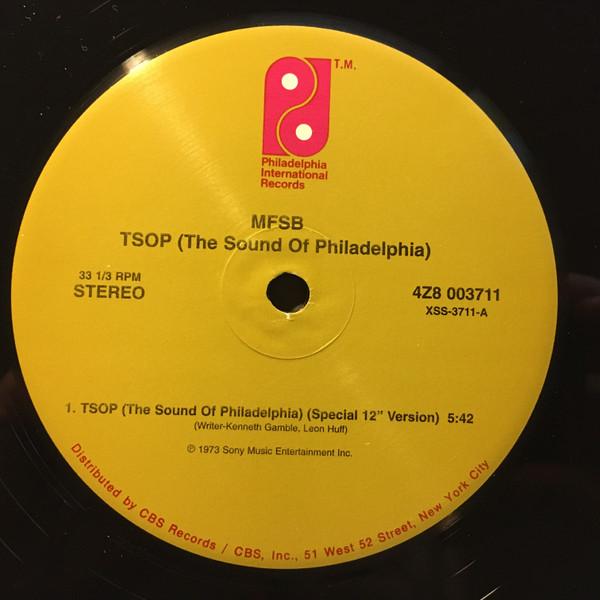 T.M.
Philadelphia
International
Records
MFSB
TSOP (The Sound Of Philadelphia)
33 1/3 RPM
STEREO
4Z8 003711
XSS-3711-A
1. TSOP (The Sound Of Philadelphia) (Special 12" Version) 5:42
(Writer-Kenneth Gamble, Leon Huff)
℗ 1973 Sony Music Entertainment Inc.
Distributed by CBS Records / CBS, Inc., 51 West 52 Street, New York City